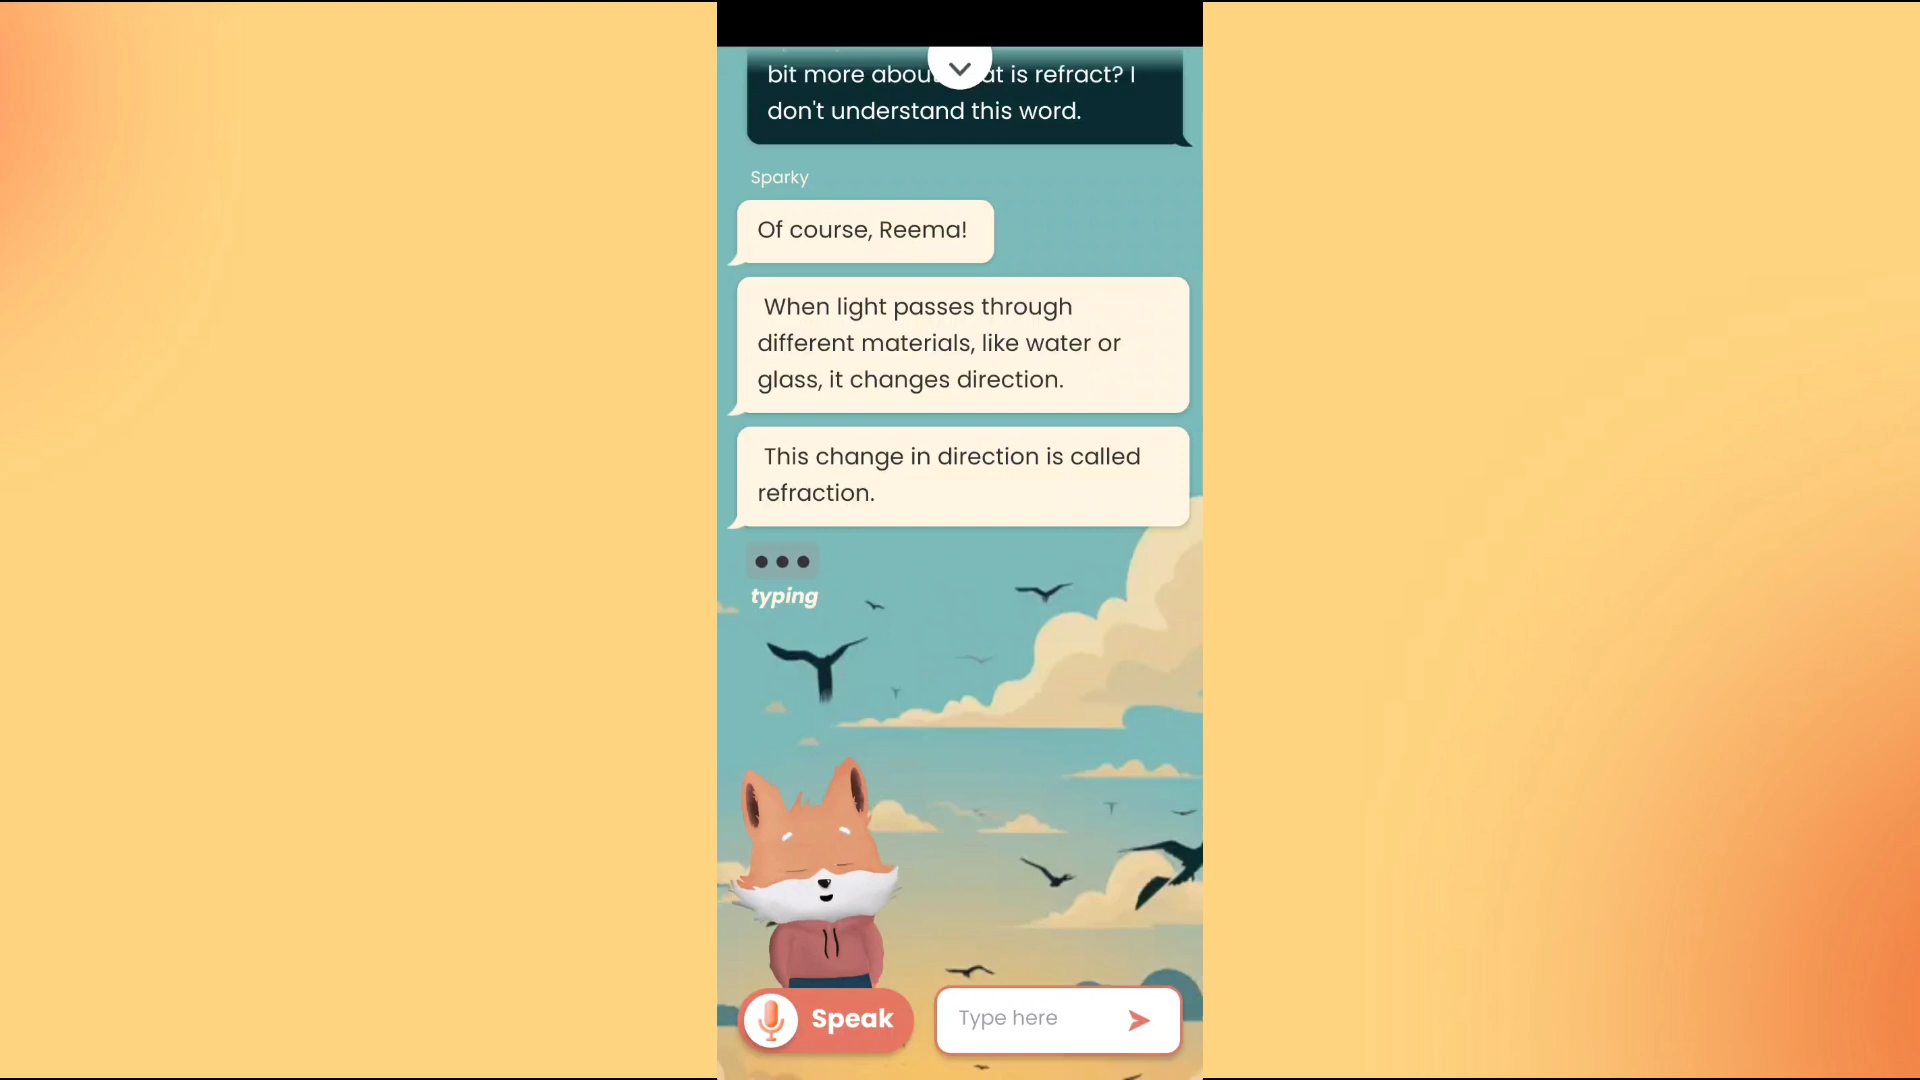 bit more abou at is refract? I
don't understand this word.
Sparky
Of course, Reema!
When light passes through
different materials, like water or
glass, it changes direction.
This change in direction is called
refraction.
typing
Speak
Type here